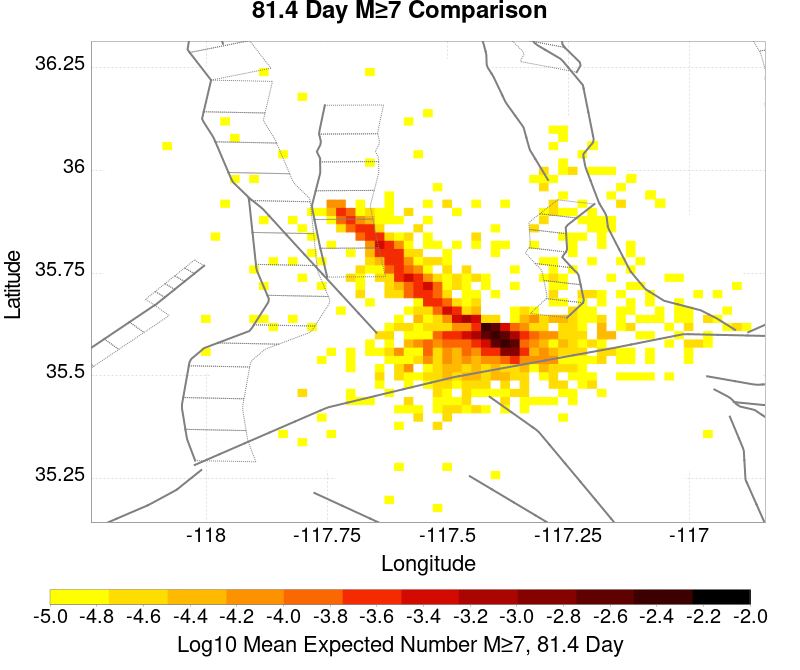 81.4 Day M≥7 Comparison
36.25
36
35.75
35.5
35.25
Latitude
-118
-117.75
-117.5
-117.25
-117
Longitude
-5.0 -4.8 -4.6 -4.4 -4.2 -4.0 -3.8 -3.6 -3.4 -3.2 -3.0 -2.8 -2.6 -2.4 -2.2 -2.0
Log10 Mean Expected Number M≥7, 81.4 Day